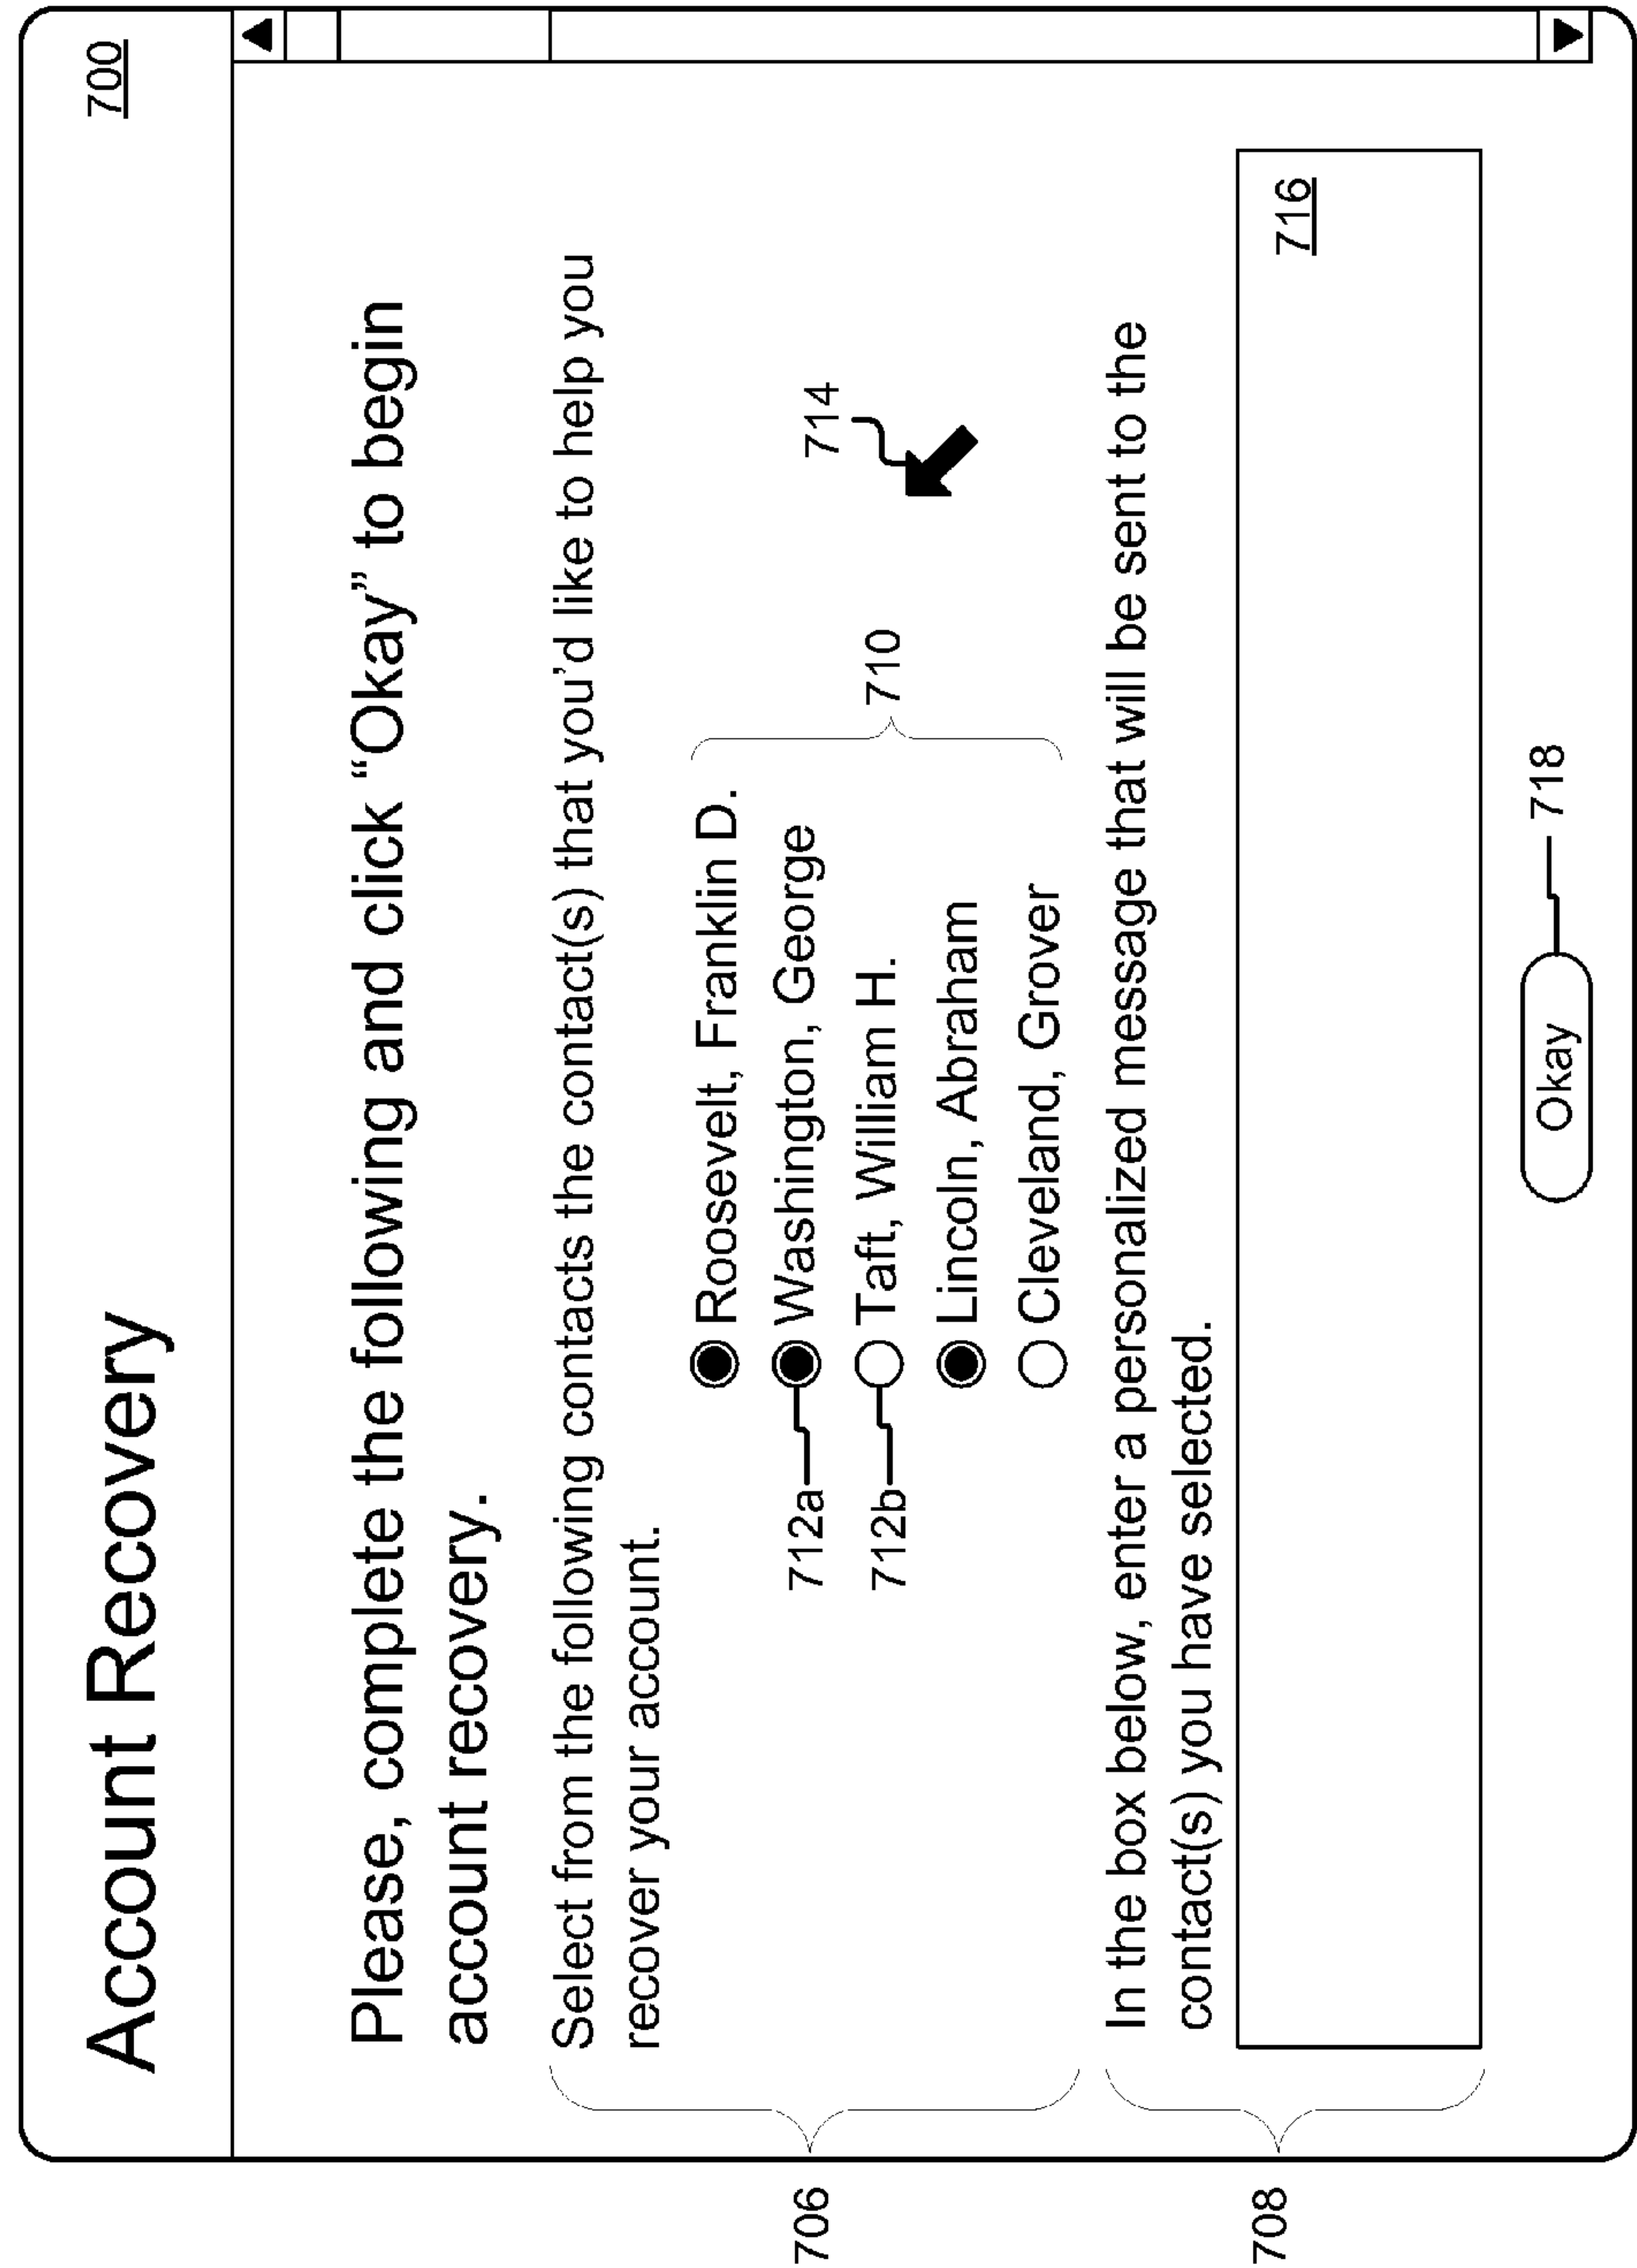 Account Recovery
700
Please, complete the following and click “Okay” to begin
account recovery.
Select from the following contacts the contact(s) that you’d like to help you
recover your account.
Roosevelt, Franklin D.
712a
Washington, George
714
712b
Taft, William H.
710
Lincoln, Abraham
Cleveland, Grover
706
In the box below, enter a personalized message that will be sent to the
contact(s) you have selected.
716
708
Okay
718